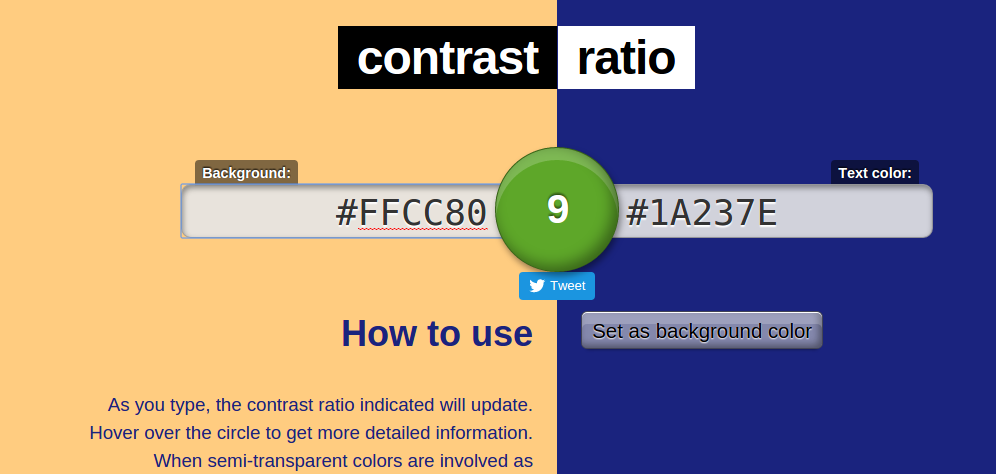 contrast ratio
Background: Text color:
#FFCC80 9 #1A237E
Tweet
How to use Set as background color
As you type, the contrast ratio indicated will update.
Hover over the circle to get more detailed information.
When semi-transparent colors are involved as